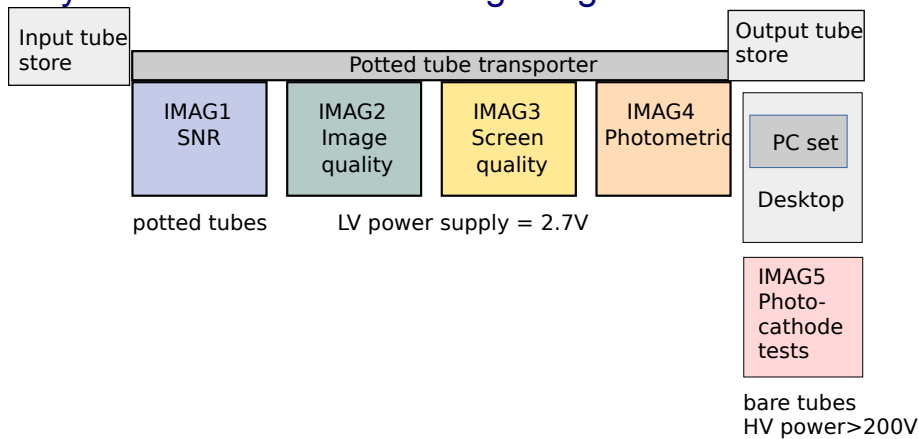 Input tube
store
Potted tube transporter
Output tube
store
IMAG1
SNR
IMAG2
Image
quality
IMAG3
Screen
quality
IMAG4
Photometric
PC set
Desktop
potted tubes
LV power supply = 2.7V
IMAG5
Photo-
cathode
tests
bare tubes
HV power>200V